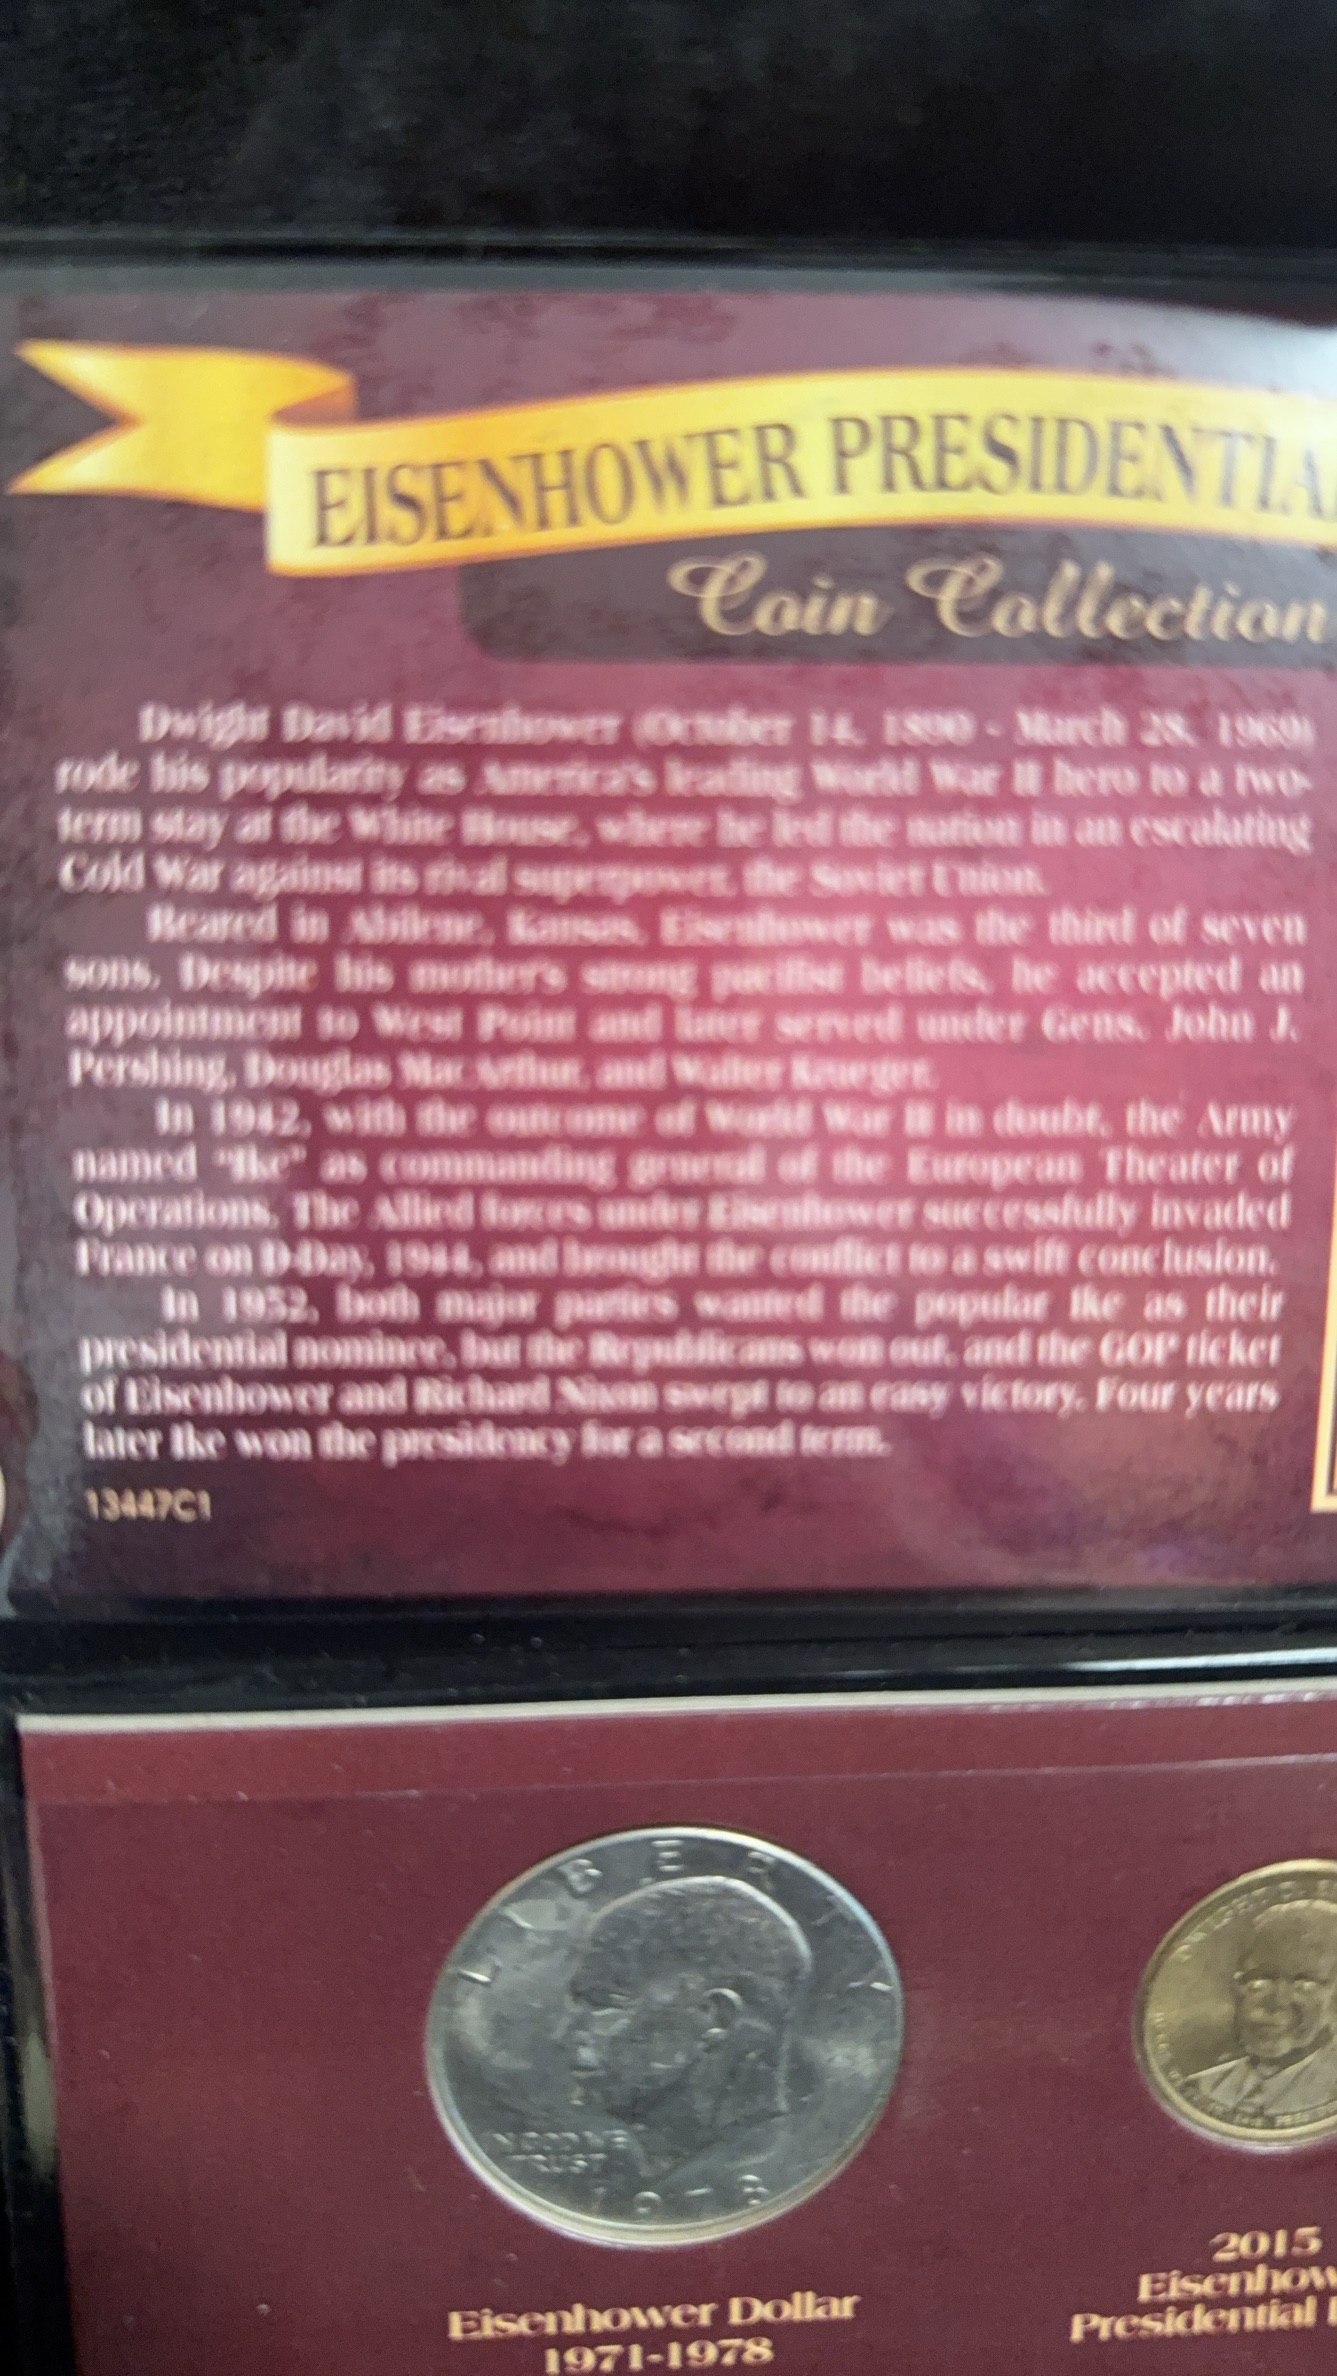 EISENHOWER PRESIDENTIA
Coin Collection
Dwight David Eisenhower (October 14, 1890 - March 28, 1969)
rode his popularity as America's leading World War II hero to a two-
term stay at the White House, where he led the nation in an escalating
Cold War against its rival superpower, the Soviet Union.
Reared in Abilene, Kansas, Eisenhower was the third of seven
sons. Despite his mother's strong pacifist beliefs, he accepted an
appointment to West Point and later served under Gens. John J.
Pershing, Douglas MacArthur, and Walter Krueger.
In 1942, with the outcome of World War II in doubt, the Army
named "Ike" as commanding general of the European Theater of
Operations. The Allied forces under Eisenhower successfully invaded
France on D-Day, 1944, and brought the conflict to a swift conclusion.
In 1952, both major parties wanted the popular Ike as their
presidential nominee, but the Republicans won out, and the GOP ticket
of Eisenhower and Richard Nixon swept to an easy victory. Four years
later Ike won the presidency for a second term.
13447C1
LIBERTY
IN GOD WE
TRUST
1978
Eisenhower Dollar
1971-1978
2015
Eisenhow
Presidential